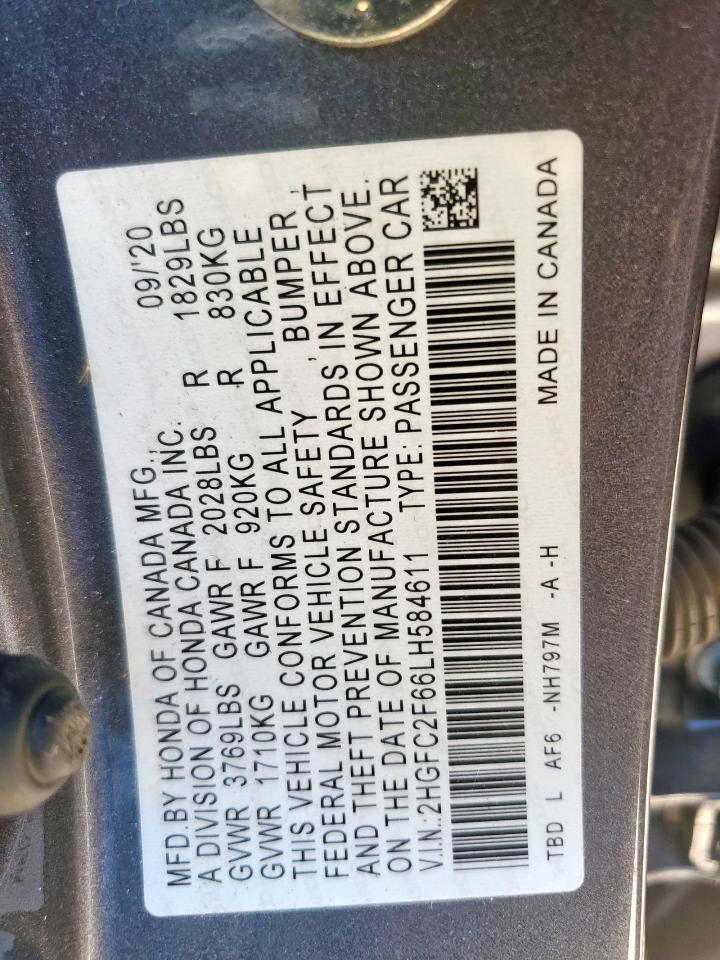 MFD.BY HONDA OF CANADA MFG., 09/'20
A DIVISION OF HONDA CANADA INC.
GVWR 3769LBS GAWR F 2028LBS R 1829LBS
GVWR 1710KG GAWR F 920KG R 830KG
THIS VEHICLE CONFORMS TO ALL APPLICABLE
FEDERAL MOTOR VEHICLE SAFETY , BUMPER ,
AND THEFT PREVENTION STANDARDS IN EFFECT
ON THE DATE OF MANUFACTURE SHOWN ABOVE.
V.I.N.:2HGFC2F66LH584611 TYPE: PASSENGER CAR
TBD L AF6 -NH797M -A -H MADE IN CANADA